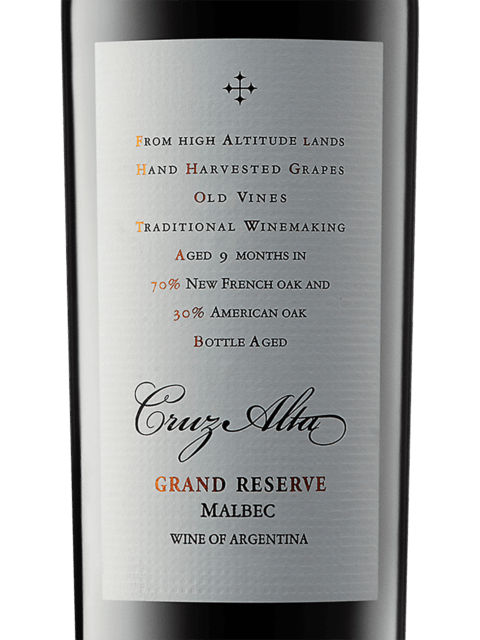 From high Altitude lands
Hand Harvested Grapes
Old Vines
Traditional Winemaking
Aged 9 months in
70% New French oak and
30% American oak
Bottle Aged
Cruz Alta
GRAND RESERVE
MALBEC
WINE OF ARGENTINA